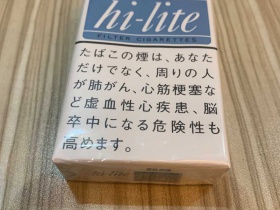 hi-lite
FILTER CIGARETTES
たばこの煙は、あなた
だけでなく、周りの人
が肺がん、心筋梗塞な
ど虚血性心疾患、脳
卒中になる危険性も
高めます。
hi-lite